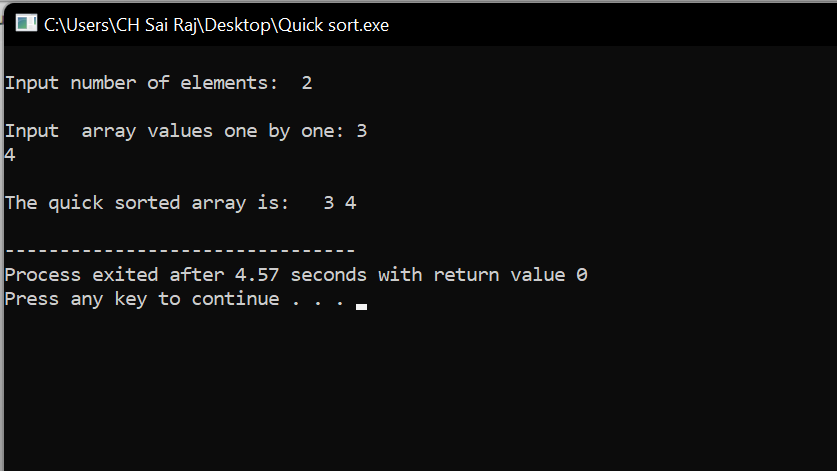 C:\Users\CH Sai Raj\Desktop\Quick sort.exe
Input number of elements:  2
Input  array values one by one: 3
4
The quick sorted array is:   3 4
--------------------------------
Process exited after 4.57 seconds with return value 0
Press any key to continue . . .